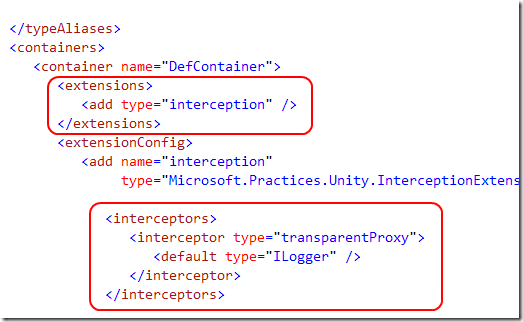 </typeAliases>
<containers>
<container name="DefContainer">
<extensions>
<add type="interception" />
</extensions>
<extensionConfig>
<add name="interception"
type="Microsoft.Practices.Unity.InterceptionExtens
<interceptors>
<interceptor type="transparentProxy">
<default type="ILogger" />
</interceptor>
</interceptors>